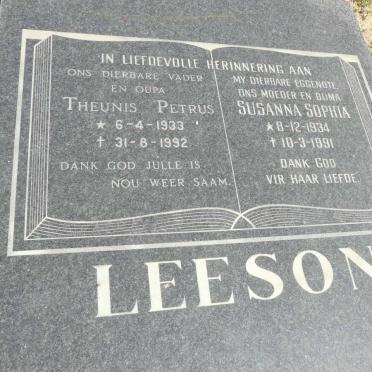 IN LIEFDEVOLLE HERINNERING AAN
ONS DIERBARE VADER
EN OUPA
THEUNIS PETRUS
★ 6-4-1933
† 31-8-1992
DANK GOD JULLE IS
NOU WEER SAAM.
MY DIERBARE EGGENOTE
ONS MOEDER EN OUMA
SUSANNA SOPHIA
★ 8-12-1934
† 10-3-1991
DANK GOD
VIR HAAR LIEFDE.
LEESON